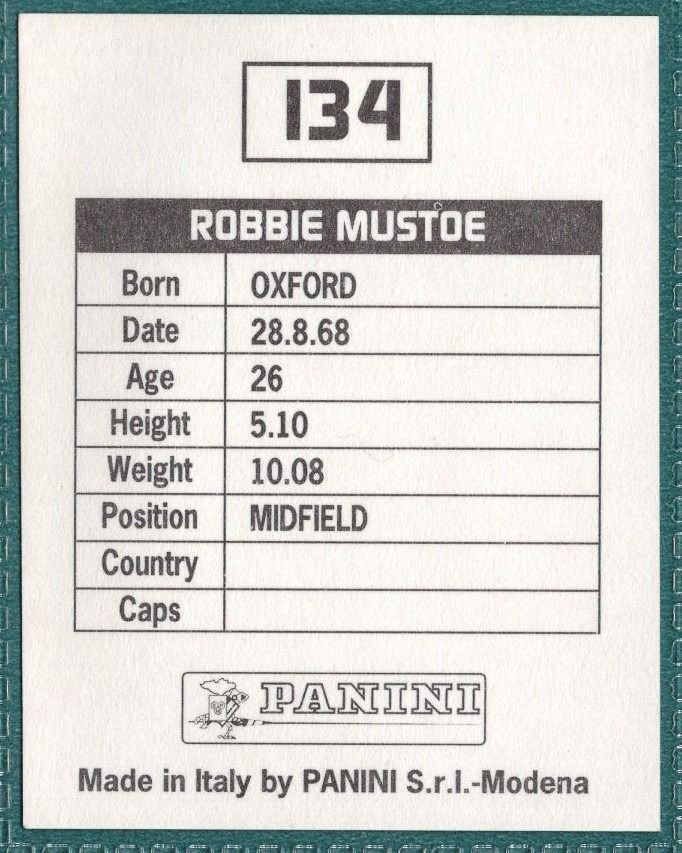 134
ROBBIE MUSTOE
Born OXFORD
Date 28.8.68
Age 26
Height 5.10
Weight 10.08
Position MIDFIELD
Country
Caps
PANINI
Made in Italy by PANINI S.r.l.-Modena